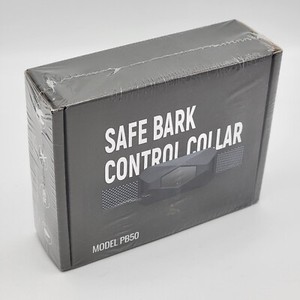 SAFE BARK
CONTROL COLLAR
MODEL PB50